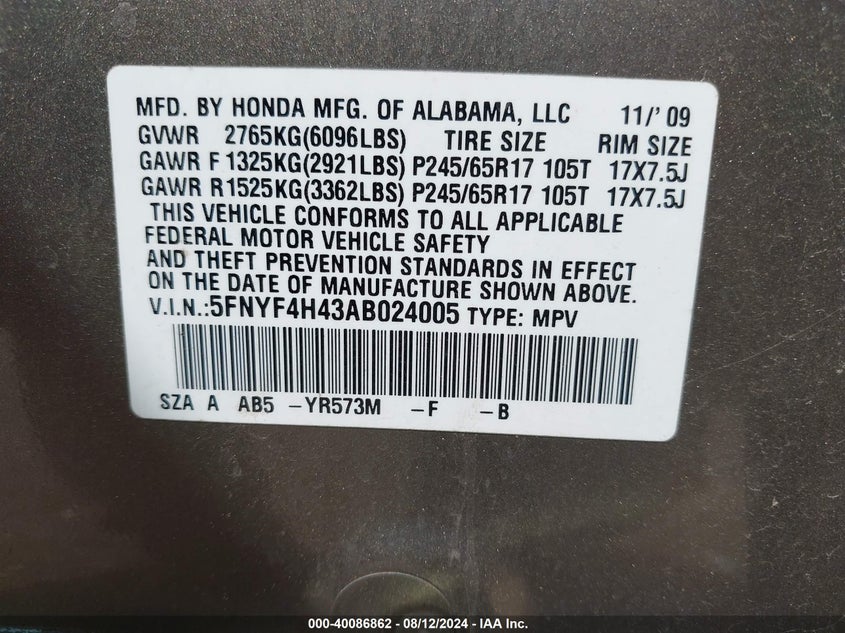 MFD. BY HONDA MFG. OF ALABAMA, LLC 11/' 09
GVWR 2765KG(6096LBS) TIRE SIZE RIM SIZE
GAWR F 1325KG(2921LBS) P245/65R17 105T 17X7.5J
GAWR R1525KG(3362LBS) P245/65R17 105T 17X7.5J
THIS VEHICLE CONFORMS TO ALL APPLICABLE
FEDERAL MOTOR VEHICLE SAFETY
AND THEFT PREVENTION STANDARDS IN EFFECT
ON THE DATE OF MANUFACTURE SHOWN ABOVE.
V.I.N.:5FNYF4H43AB024005 TYPE: MPV
SZA A AB5 -YR573M -F -B
000-40086862 - 08/12/2024 - IAA Inc.